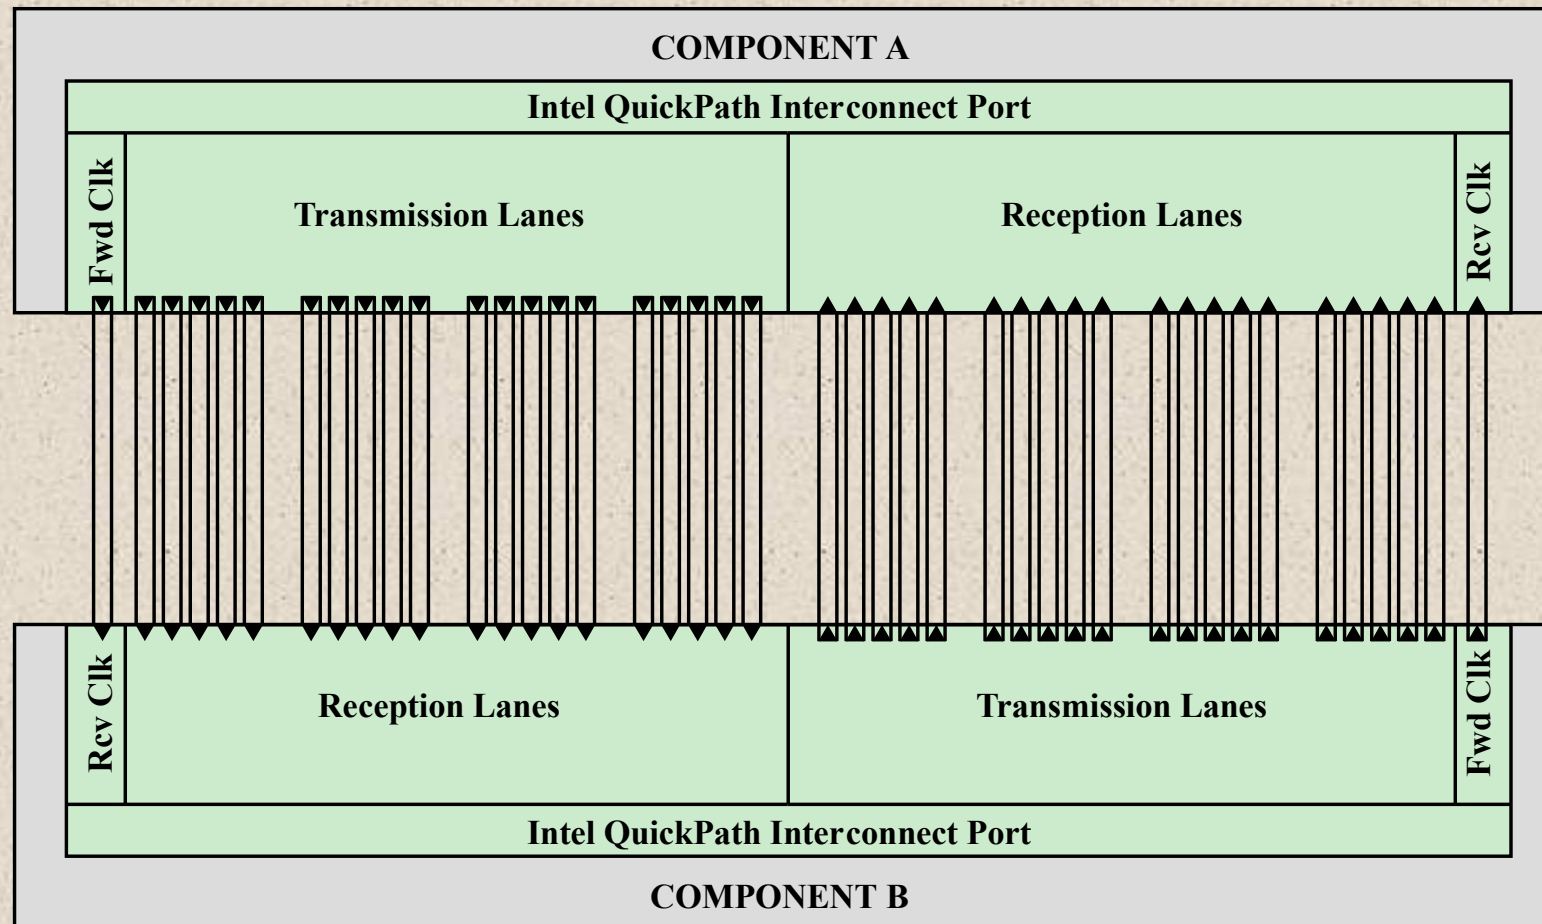 COMPONENT A
Intel QuickPath Interconnect Port
Fwd Clk
Transmission Lanes
Reception Lanes
Rcv Clk
Rcv Clk
Reception Lanes
Transmission Lanes
Fwd Clk
Intel QuickPath Interconnect Port
COMPONENT B